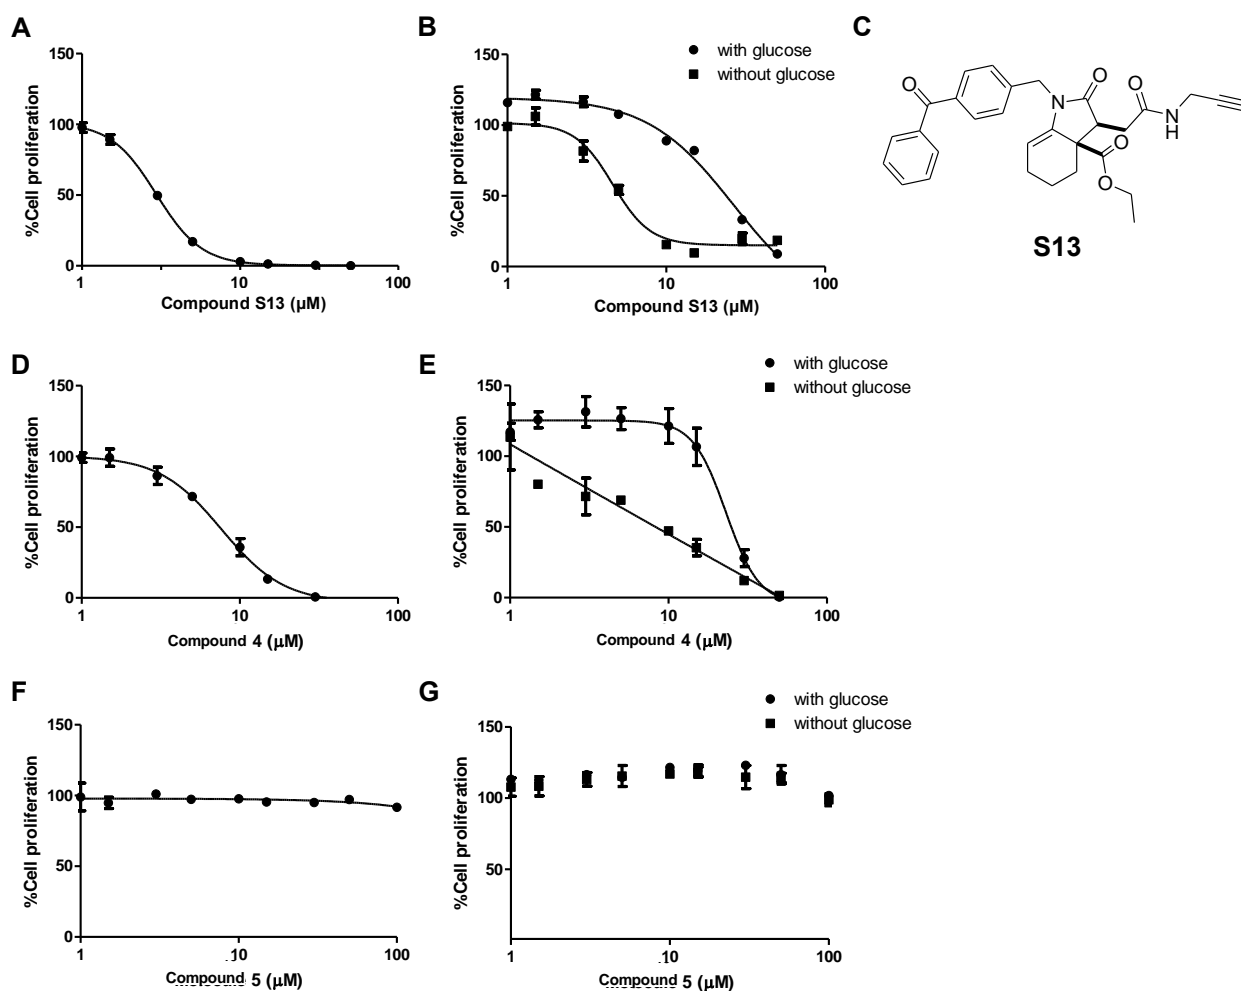 A
150
100
50
0
%Cell proliferation
1
10
100
Compound S13 (µM)
B
with glucose
without glucose
150
100
50
0
%Cell proliferation
1
10
100
Compound S13 (µM)
C
O
N
O
O
N
H
O
O
S13
D
150
100
50
0
%Cell proliferation
1
10
100
Compound 4 (µM)
E
with glucose
without glucose
150
100
50
0
%Cell proliferation
1
10
100
Compound 4 (µM)
F
150
100
50
0
%Cell proliferation
1
10
100
Compound 5 (µM)
G
with glucose
without glucose
150
100
50
%Cell proliferation
1
10
100
Compound 5 (µM)